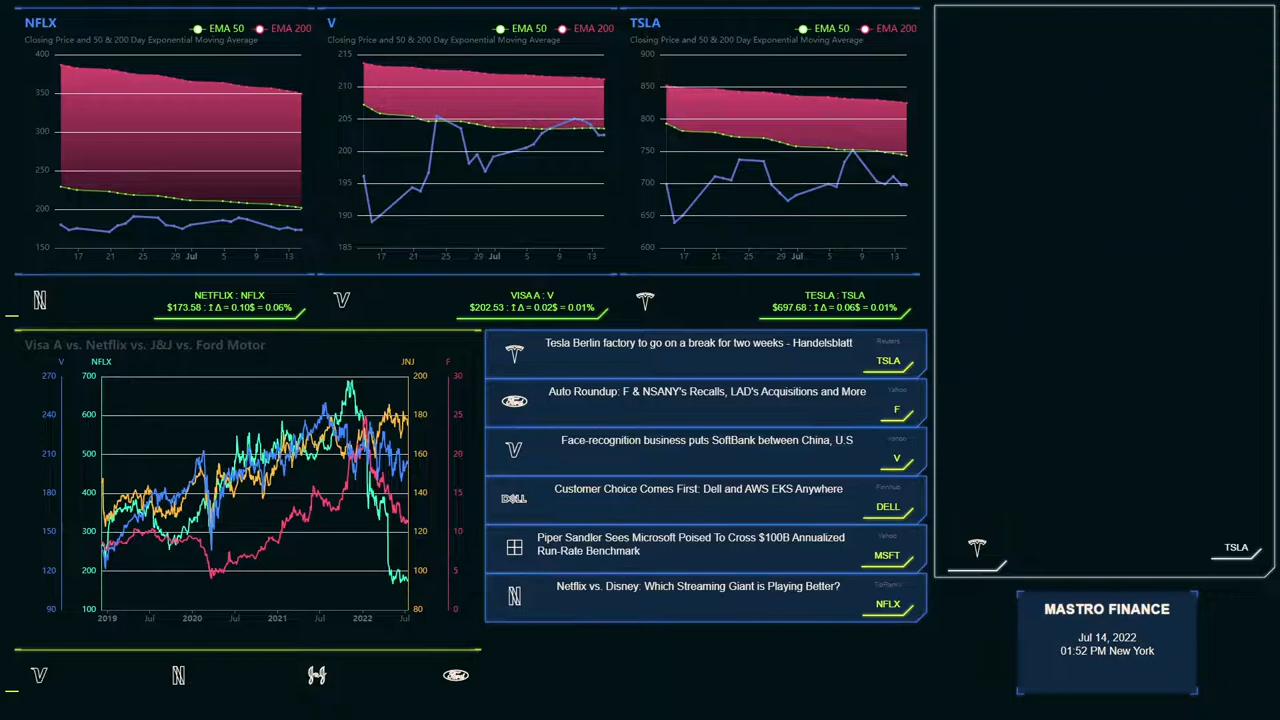 NFLX
EMA 50
EMA 200
Closing Price and 50 & 200 Day Exponential Moving Average
400
350
300
250
200
150
17
21
25
29
Jul
5
9
13
V
EMA 50
EMA 200
Closing Price and 50 & 200 Day Exponential Moving Average
215
210
205
200
195
190
185
17
21
25
29
Jul
5
9
13
TSLA
EMA 50
EMA 200
Closing Price and 50 & 200 Day Exponential Moving Average
900
850
800
750
700
650
600
17
21
25
29
Jul
5
9
13
NETFLIX : NFLX
$173.58 : ↥ Δ = 0.10$ = 0.06%
VISA A : V
$202.53 : ↥ Δ = 0.02$ = 0.01%
TESLA : TSLA
$697.68 : ↥ Δ = 0.06$ = 0.01%
Visa A vs. Netflix vs. J&J vs. Ford Motor
V
NFLX
JNJ
F
270
240
210
180
150
120
90
700
600
500
400
300
200
100
200
180
160
140
120
100
80
30
25
20
15
10
5
0
2019
Jul
2020
Jul
2021
Jul
2022
Jul
Ford
Tesla Berlin factory to go on a break for two weeks - Handelsblatt
Reuters
TSLA
Ford
Auto Roundup: F & NSANY's Recalls, LAD's Acquisitions and More
Yahoo
F
Face-recognition business puts SoftBank between China, U.S
Yahoo
V
DELL
Customer Choice Comes First: Dell and AWS EKS Anywhere
Finnhub
DELL
Piper Sandler Sees Microsoft Poised To Cross $100B Annualized
Run-Rate Benchmark
Yahoo
MSFT
Netflix vs. Disney: Which Streaming Giant is Playing Better?
TipRanks
NFLX
TSLA
MASTRO FINANCE
Jul 14, 2022
01:52 PM New York